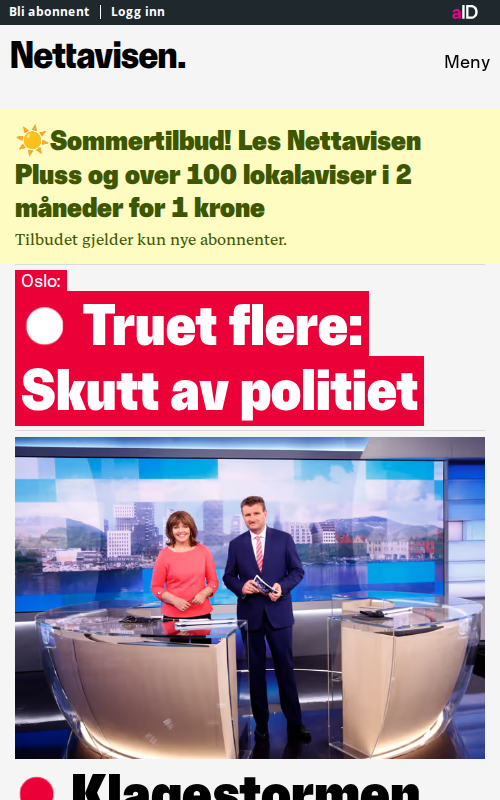 Bli abonnent | Logg inn
aID
Nettavisen.
Meny
☀️Sommertilbud! Les Nettavisen
Pluss og over 100 lokalaviser i 2
måneder for 1 krone
Tilbudet gjelder kun nye abonnenter.
Oslo:
Truet flere:
Skutt av politiet
Klagestormen